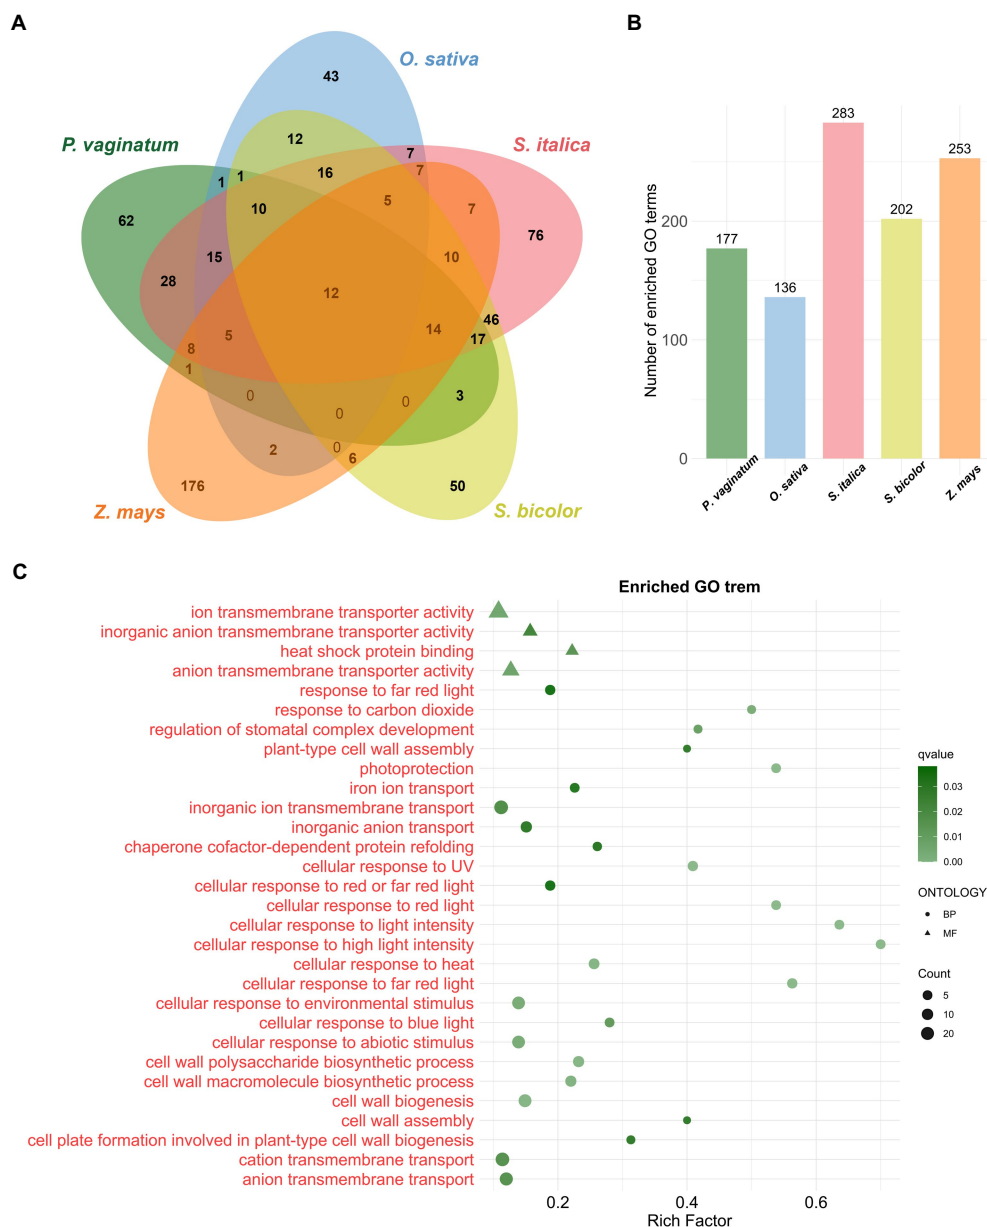 A
B
O. sativa
P. vaginatum
S. italica
Z. mays
S. bicolor
43
12
7
7
1
1
16
10
5
7
62
76
15
28
10
12
46
14
17
5
8
1
0
0
0
3
2
0
6
176
50
Number of enriched GO terms
283
253
202
177
136
200
100
0
P. vaginatum
O. sativa
S. italica
S. bicolor
Z. mays
C
Enriched GO trem
ion transmembrane transporter activity
inorganic anion transmembrane transporter activity
heat shock protein binding
anion transmembrane transporter activity
response to far red light
response to carbon dioxide
regulation of stomatal complex development
plant-type cell wall assembly
photoprotection
iron ion transport
inorganic ion transmembrane transport
inorganic anion transport
chaperone cofactor-dependent protein refolding
cellular response to UV
cellular response to red or far red light
cellular response to red light
cellular response to light intensity
cellular response to high light intensity
cellular response to heat
cellular response to far red light
cellular response to environmental stimulus
cellular response to blue light
cellular response to abiotic stimulus
cell wall polysaccharide biosynthetic process
cell wall macromolecule biosynthetic process
cell wall biogenesis
cell wall assembly
cell plate formation involved in plant-type cell wall biogenesis
cation transmembrane transport
anion transmembrane transport
0.2
0.4
0.6
Rich Factor
qvalue
0.03
0.02
0.01
0.00
ONTOLOGY
BP
MF
Count
5
10
20